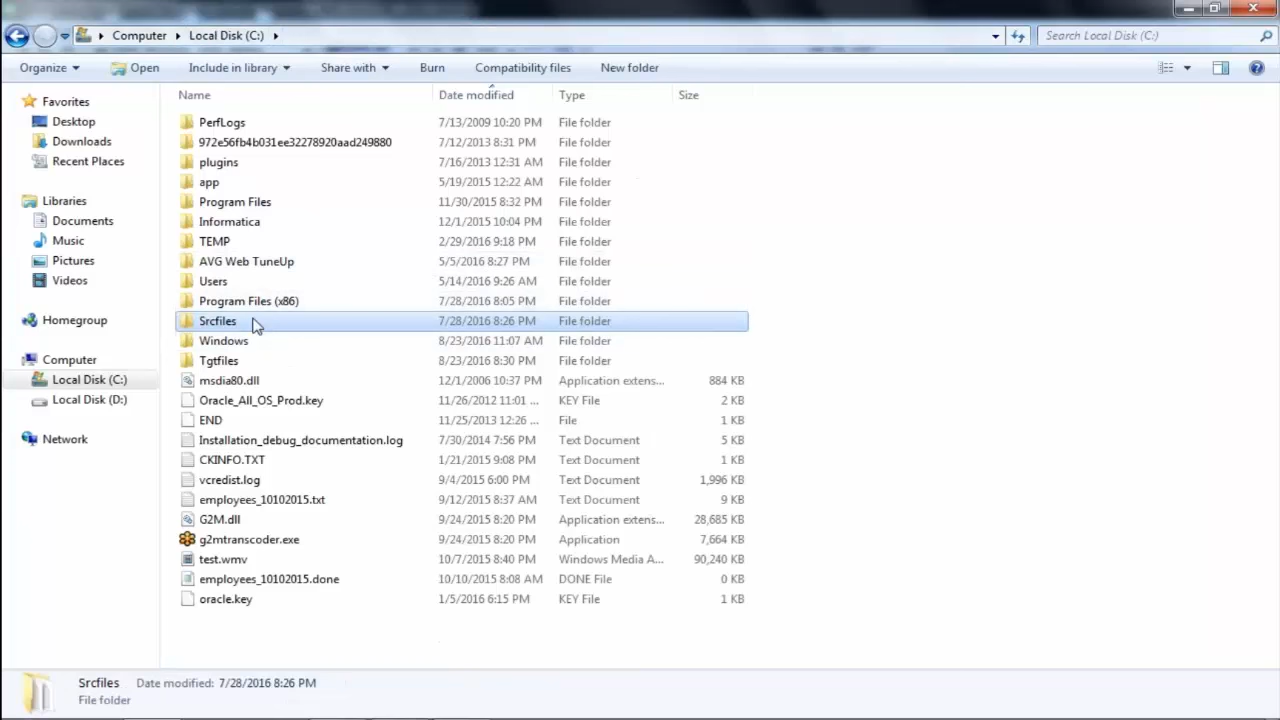 Computer Local Disk (C:) Search Local Disk (C:)
Organize Open Include in library Share with Burn Compatibility files New folder
Name Date modified Type Size
Favorites
Desktop
Downloads
Recent Places
Libraries
Documents
Music
Pictures
Videos
Homegroup
Computer
Local Disk (C:)
Local Disk (D:)
Network
PerfLogs 7/13/2009 10:20 PM File folder
972e56fb4b031ee32278920aad249880 7/12/2013 8:31 PM File folder
plugins 7/16/2013 12:31 AM File folder
app 5/19/2015 12:22 AM File folder
Program Files 11/30/2015 8:32 PM File folder
Informatica 12/1/2015 10:04 PM File folder
TEMP 2/29/2016 9:18 PM File folder
AVG Web TuneUp 5/5/2016 8:27 PM File folder
Users 5/14/2016 9:26 AM File folder
Program Files (x86) 7/28/2016 8:05 PM File folder
Srcfiles 7/28/2016 8:26 PM File folder
Windows 8/23/2016 11:07 AM File folder
Tgtfiles 8/23/2016 8:30 PM File folder
msdia80.dll 12/1/2006 10:37 PM Application extens... 884 KB
Oracle_All_OS_Prod.key 11/26/2012 11:01 ... KEY File 2 KB
END 11/25/2013 12:26 ... File 1 KB
Installation_debug_documentation.log 7/30/2014 7:56 PM Text Document 5 KB
CKINFO.TXT 1/21/2015 9:08 PM Text Document 1 KB
vcredist.log 9/4/2015 6:00 PM Text Document 1,996 KB
employees_10102015.txt 9/12/2015 8:37 AM Text Document 9 KB
G2M.dll 9/24/2015 8:20 PM Application extens... 28,685 KB
g2mtranscoder.exe 9/24/2015 8:20 PM Application 7,664 KB
test.wmv 10/7/2015 8:40 PM Windows Media A... 90,240 KB
employees_10102015.done 10/10/2015 8:08 AM DONE File 0 KB
oracle.key 1/5/2016 6:15 PM KEY File 1 KB
Srcfiles Date modified: 7/28/2016 8:26 PM
File folder